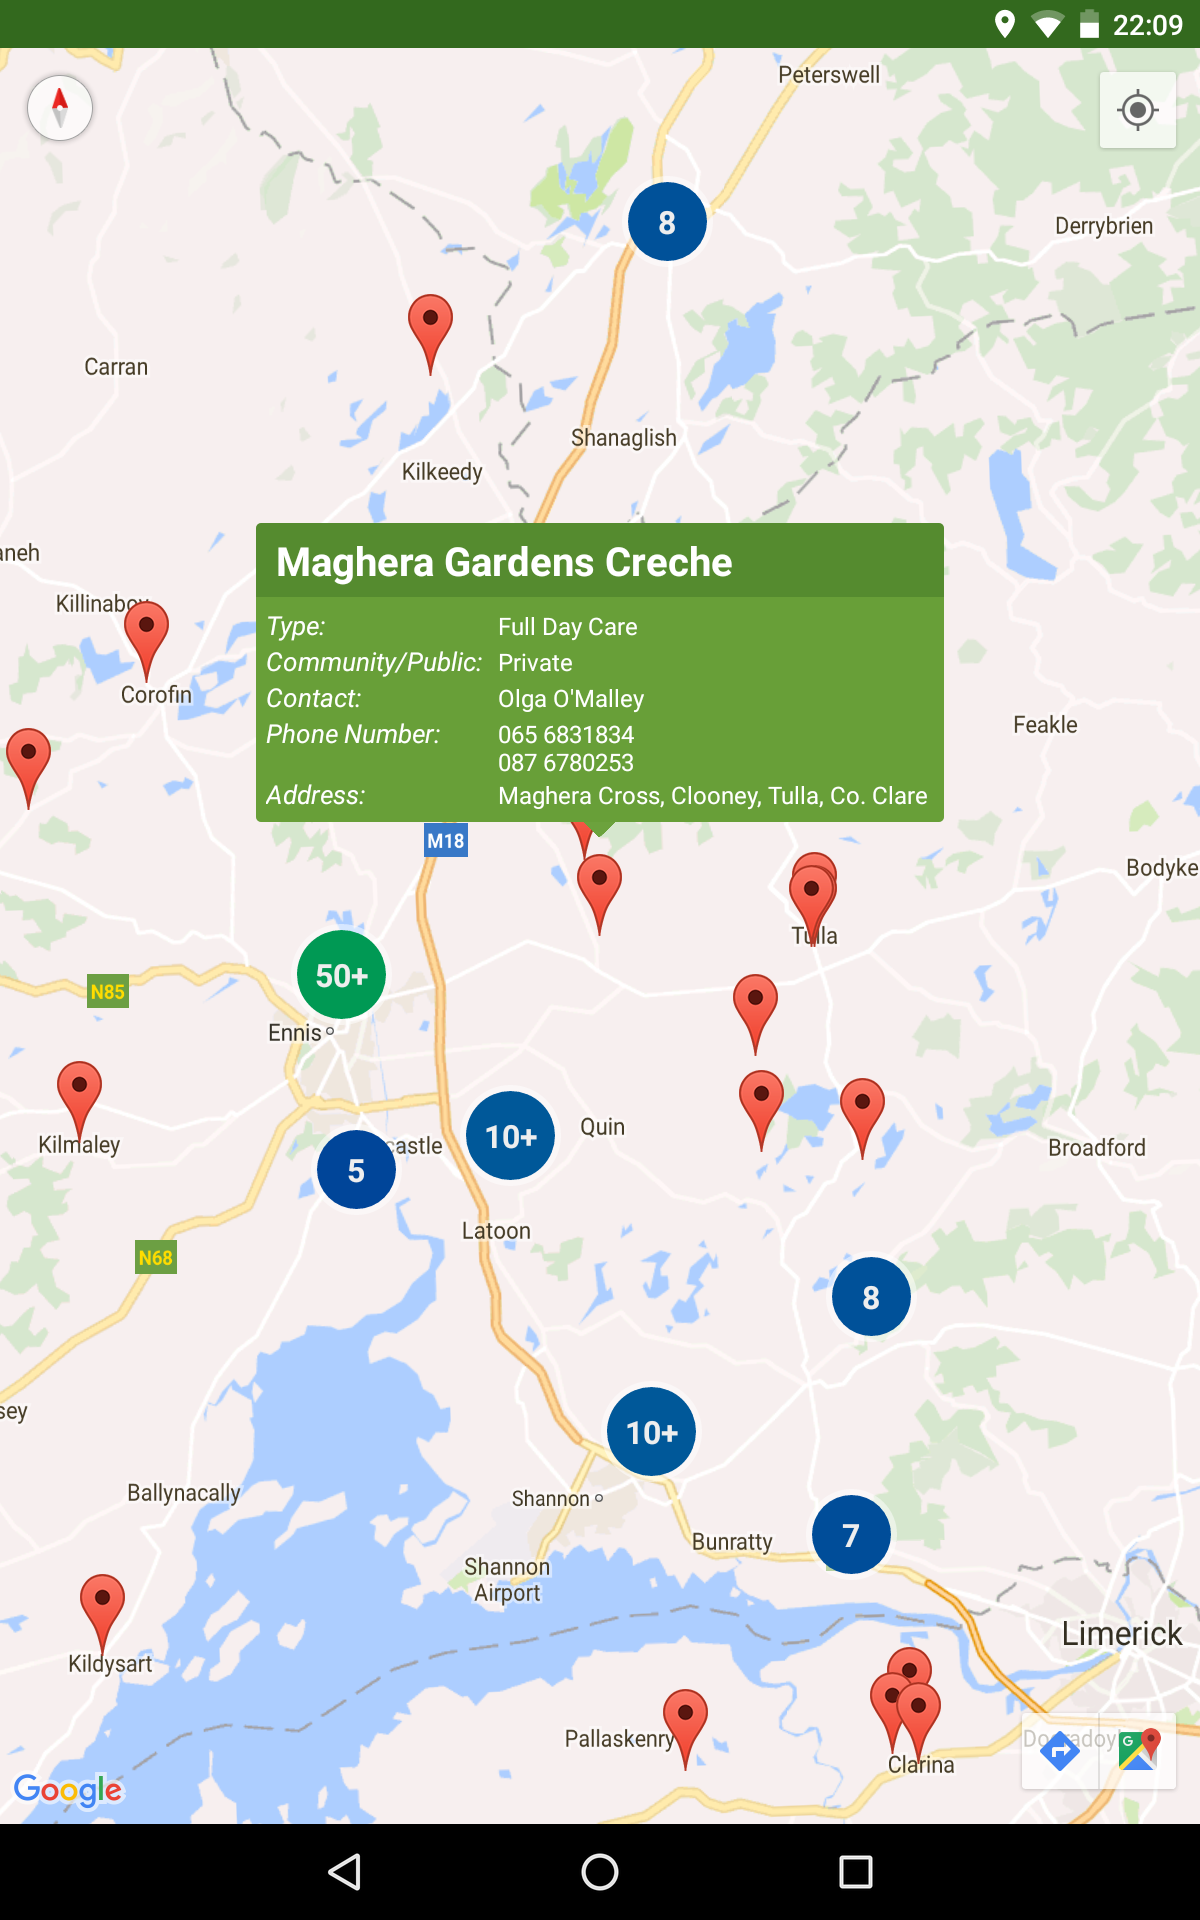 22:09
Peterswell
8
Derrybrien
Carran
Shanaglish
Kilkeedy
aneh
Maghera Gardens Creche
Killinaboy
Type: Full Day Care
Community/Public: Private
Corofin
Contact: Olga O'Malley
Feakle
Phone Number: 065 6831834
087 6780253
Address: Maghera Cross, Clooney, Tulla, Co. Clare
M18
Bodyke
Tulla
50+
N85
Ennis
Quin
10+
Kilmaley
castle
Broadford
5
Latoon
N68
8
sey
10+
Ballynacally
Shannon
7
Bunratty
Shannon
Airport
Limerick
Kildysart
Pallaskenry
Clarina
G
Google